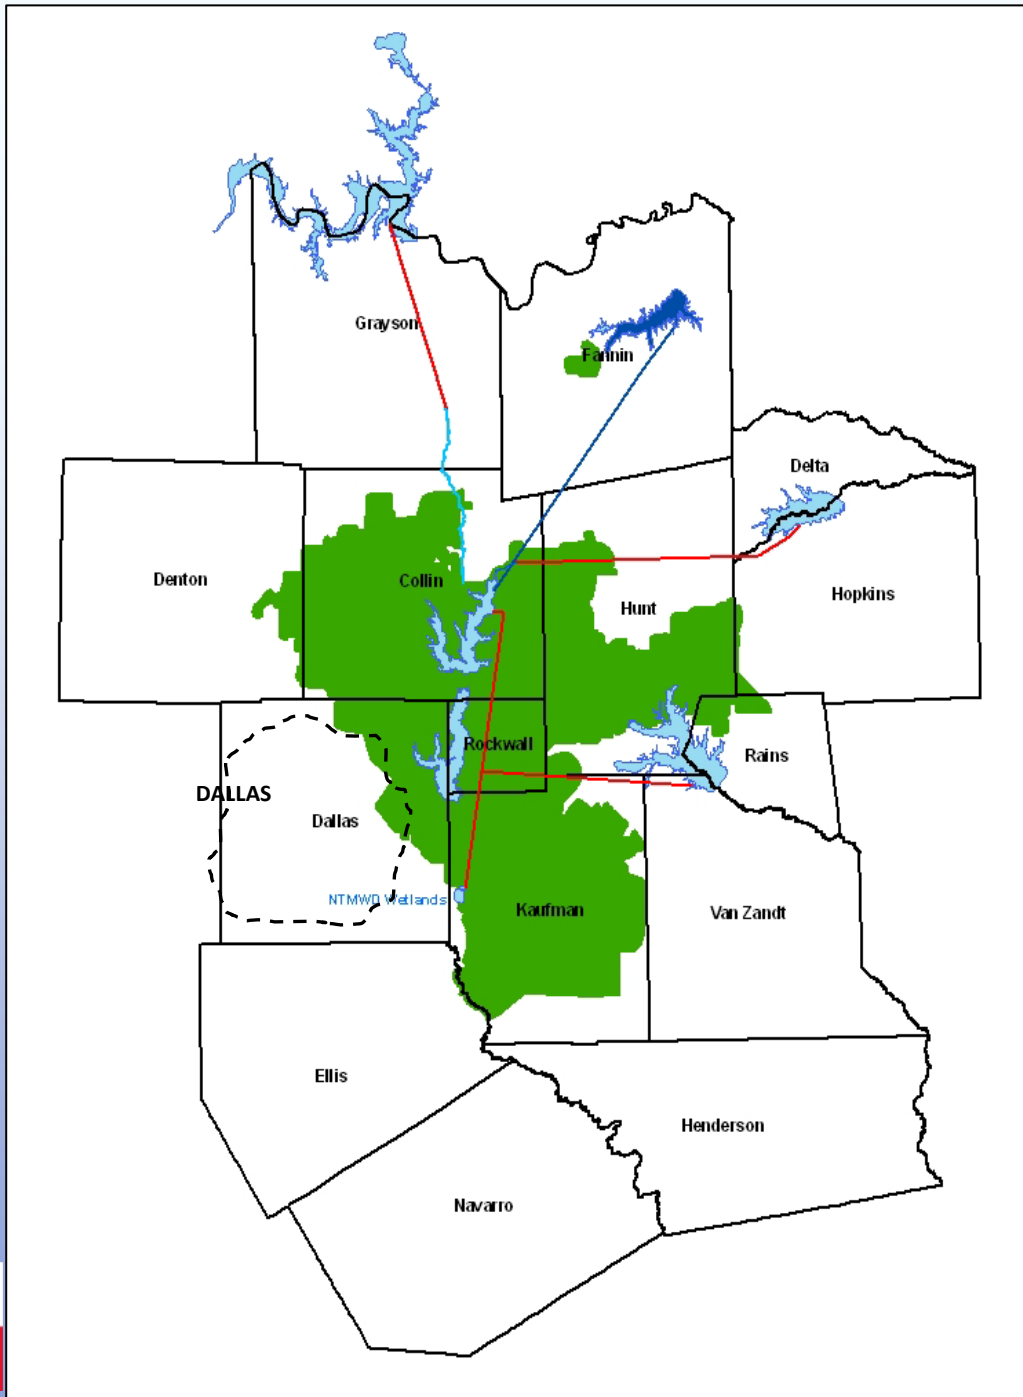 Grayson
Fannin
Delta
Denton
Collin
Hunt
Hopkins
Rockwall
Rains
DALLAS
Dallas
NTMWD Wetlands
Kaufman
Van Zandt
Ellis
Henderson
Navarro